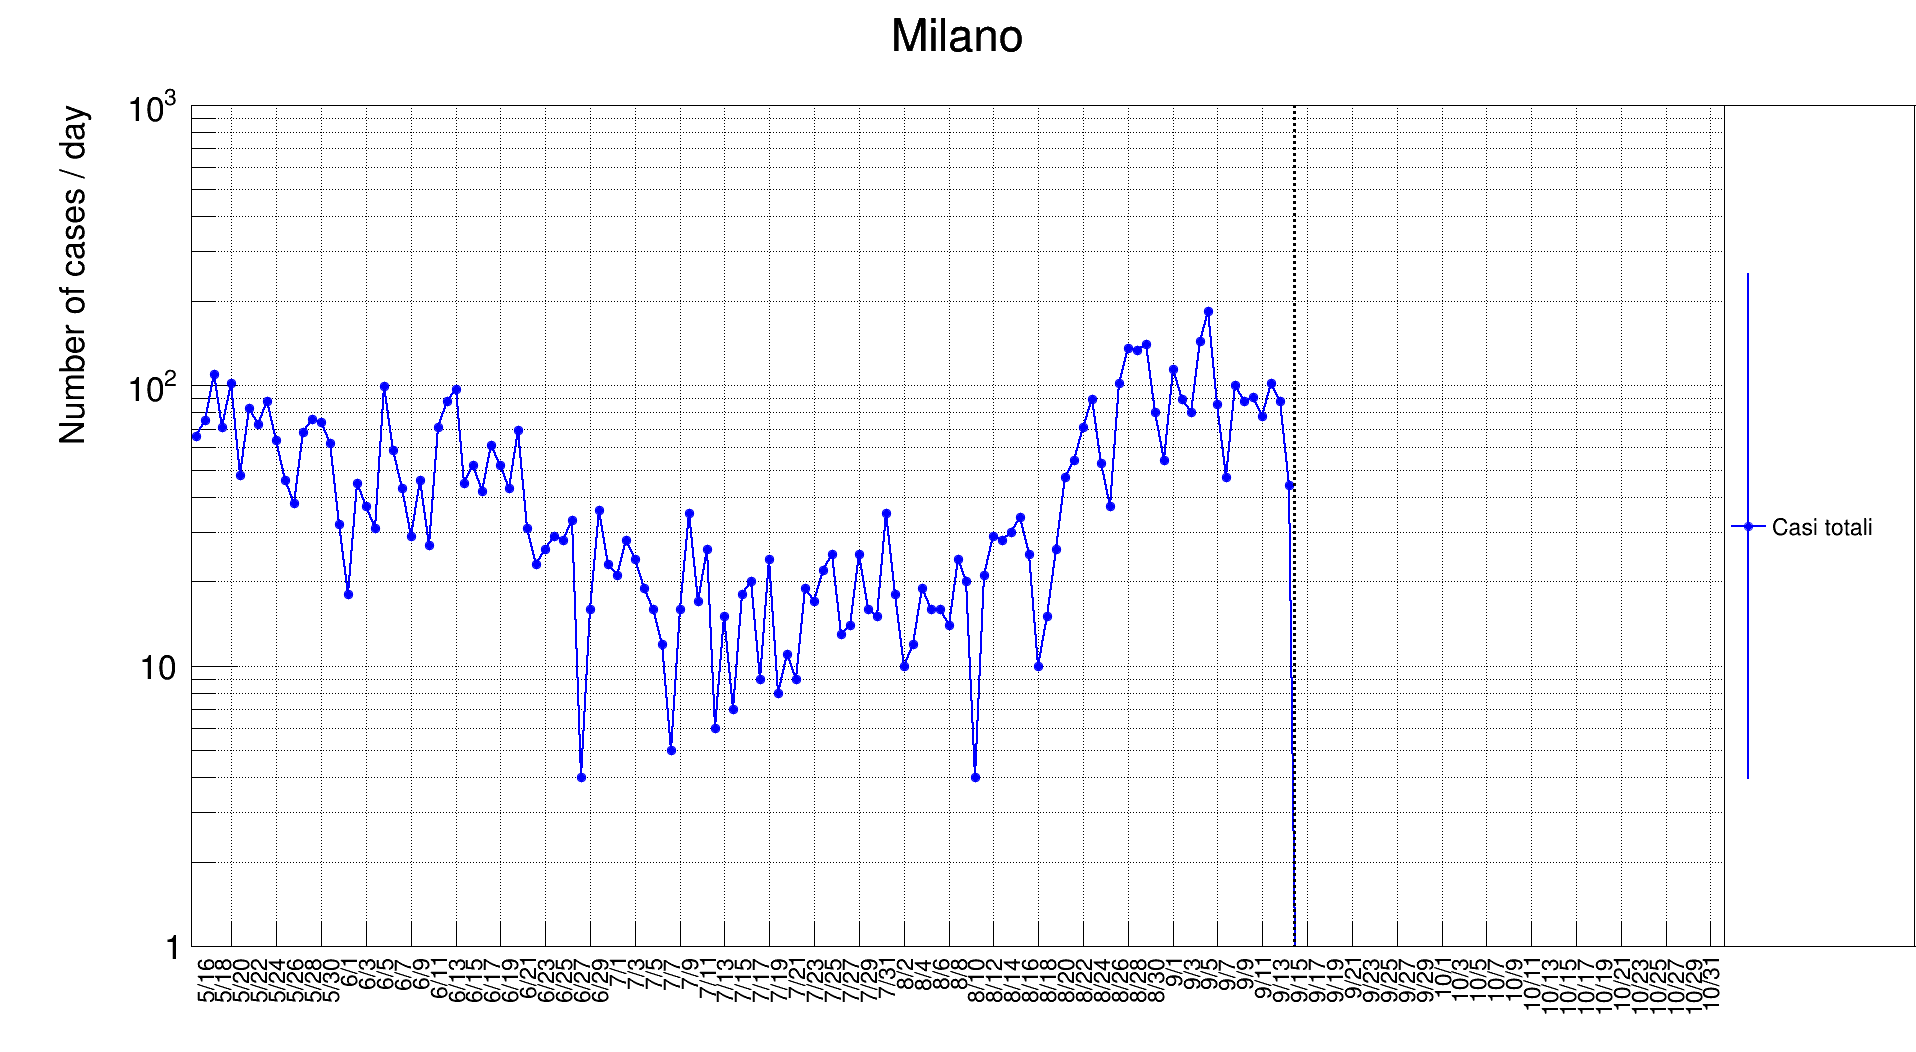 Milano
Number of cases / day
10³
10²
10
1
5/16 5/18 5/20 5/22 5/24 5/26 5/28 5/30 6/1 6/3 6/5 6/7 6/9 6/11 6/13 6/15 6/17 6/19 6/21 6/23 6/25 6/27 6/29 7/1 7/3 7/5 7/7 7/9 7/11 7/13 7/15 7/17 7/19 7/21 7/23 7/25 7/27 7/29 7/31 8/2 8/4 8/6 8/8 8/10 8/12 8/14 8/16 8/18 8/20 8/22 8/24 8/26 8/28 8/30 9/1 9/3 9/5 9/7 9/9 9/11 9/13 9/15 9/17 9/19 9/21 9/23 9/25 9/27 9/29 10/1 10/3 10/5 10/7 10/9 10/11 10/13 10/15 10/17 10/19 10/21 10/23 10/25 10/27 10/29 10/31
Casi totali